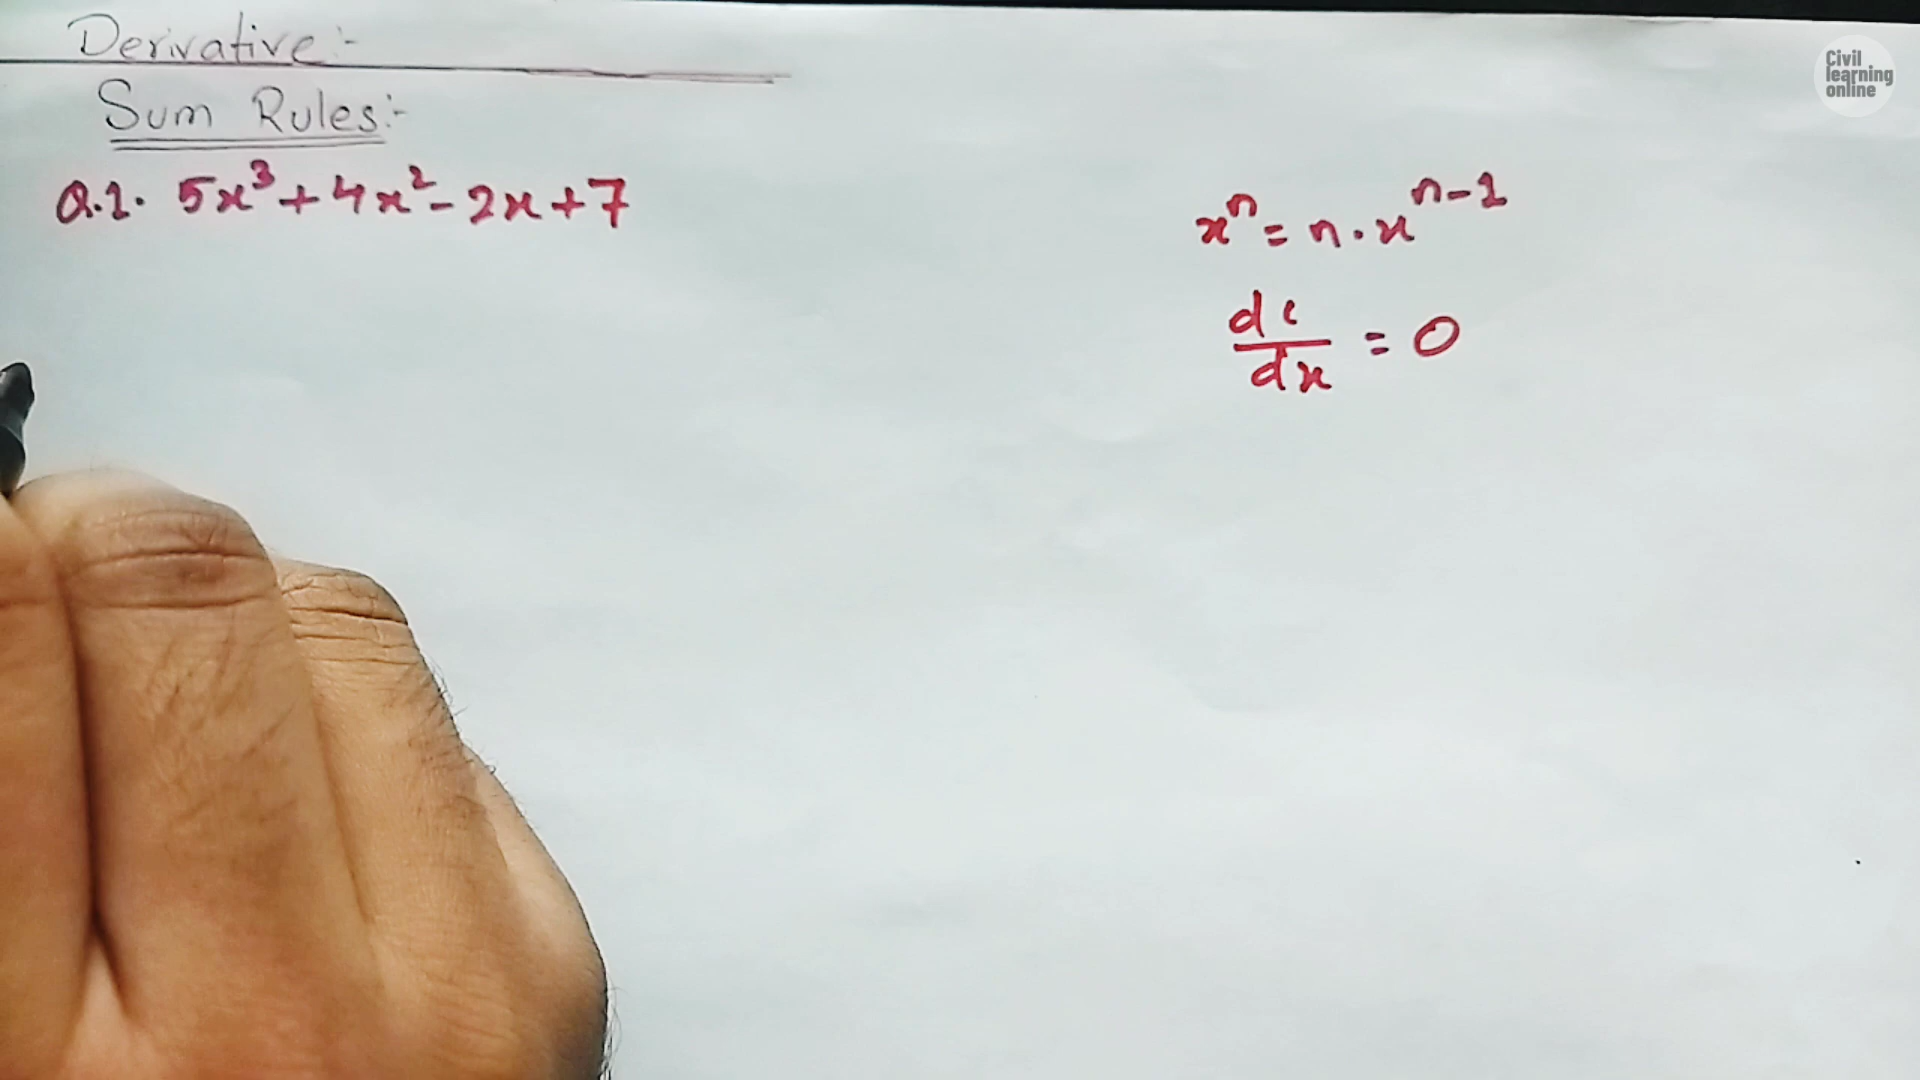 Derivative:-
Sum Rules:-
Q.1. 5x³+4x²-2x+7
xⁿ = n·xⁿ⁻¹
dc/dx = 0
Civil
learning
online